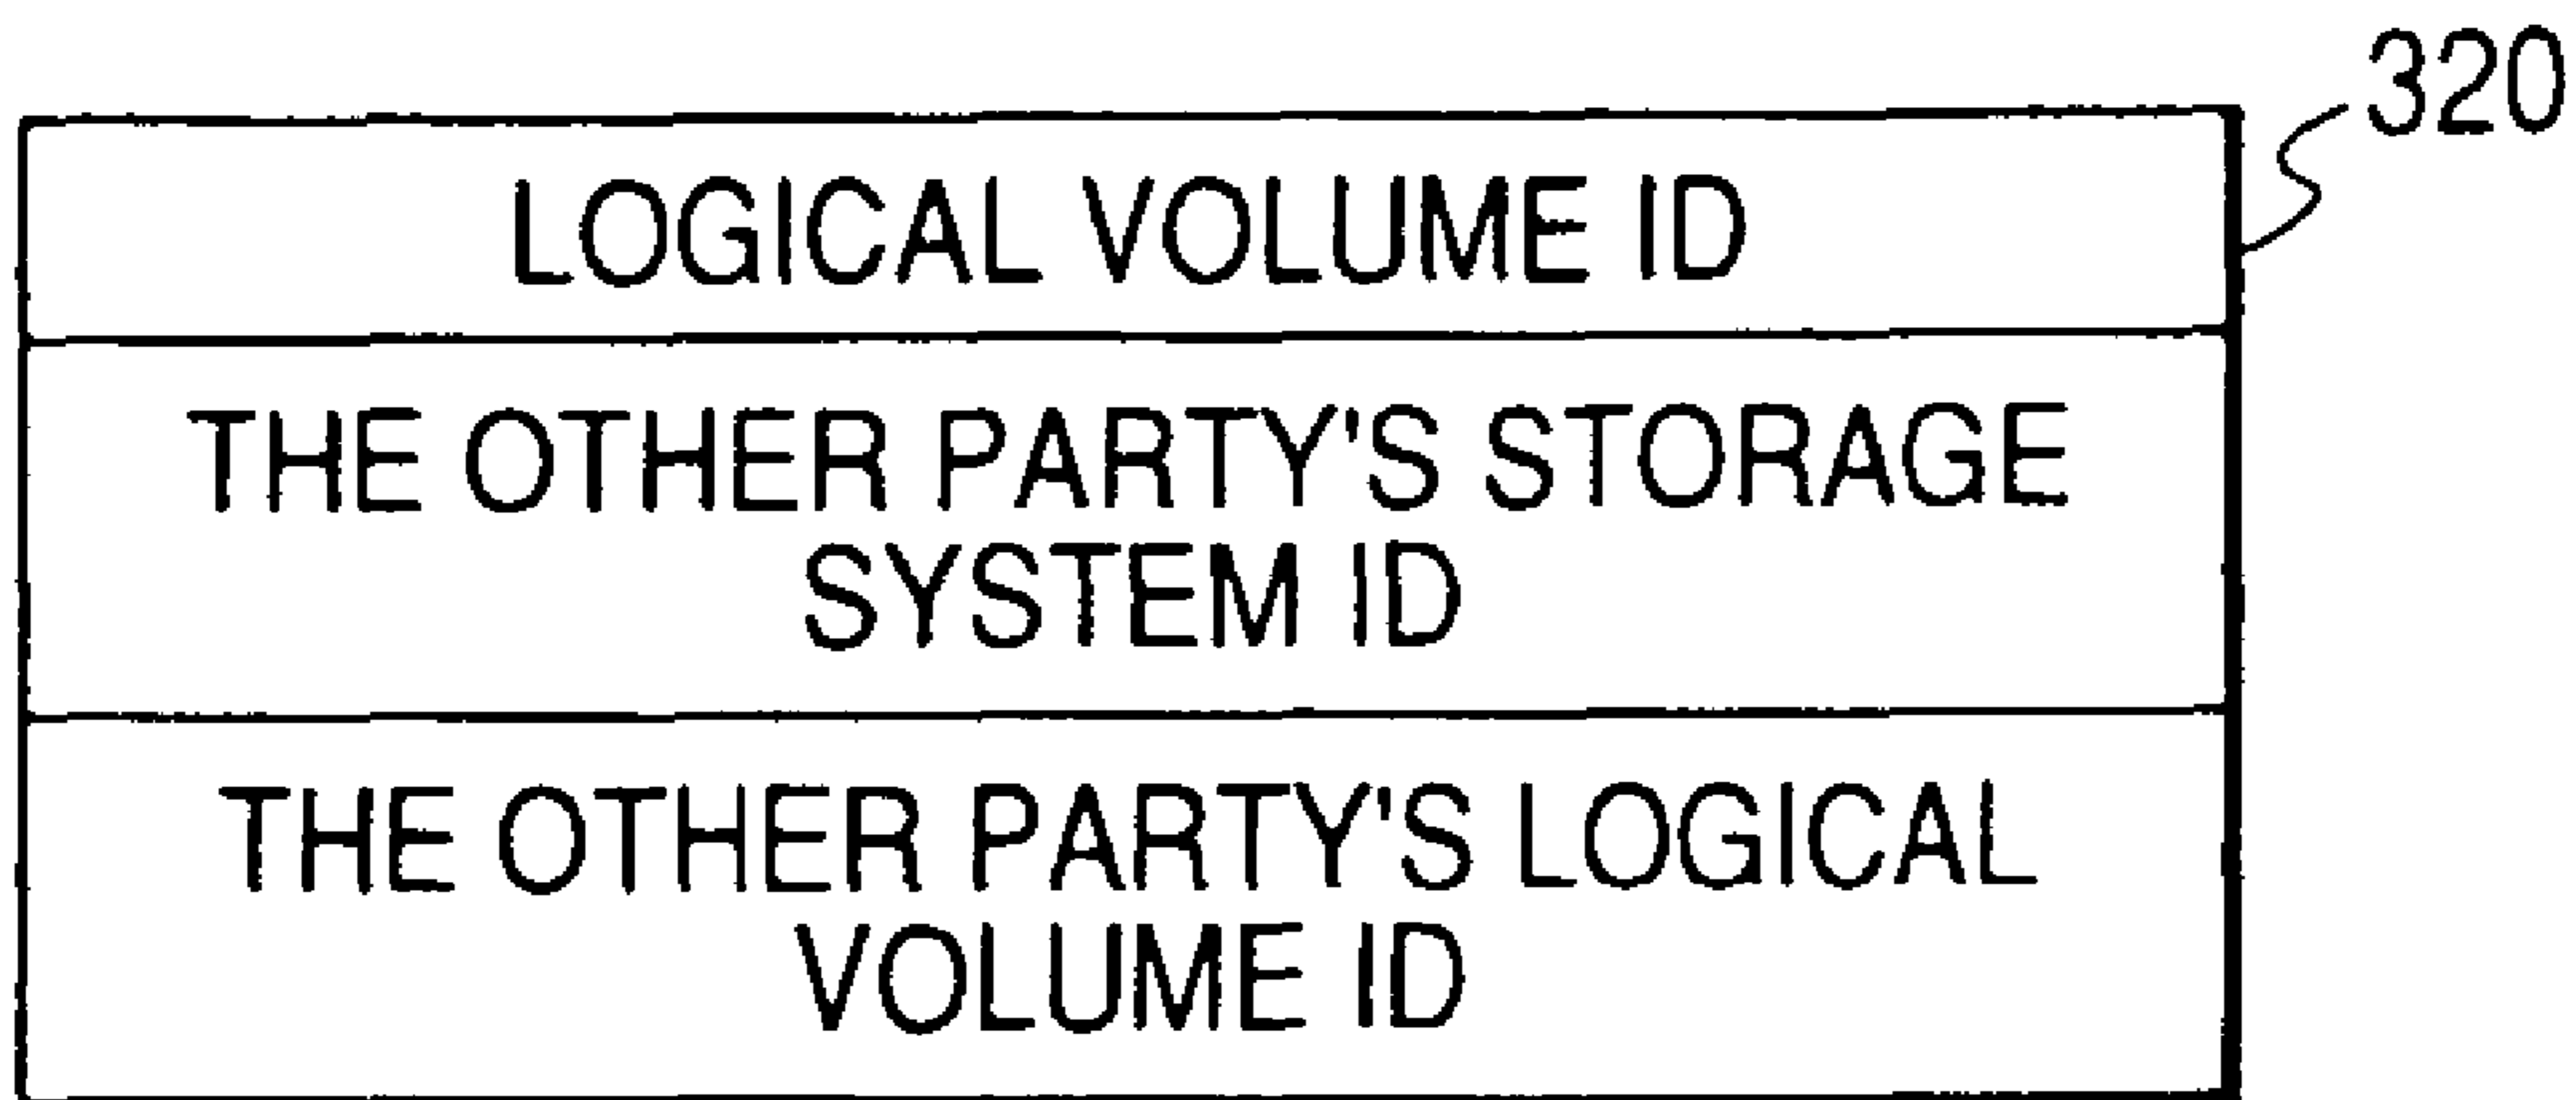 320
LOGICAL VOLUME ID
THE OTHER PARTY'S STORAGE
SYSTEM ID
THE OTHER PARTY'S LOGICAL
VOLUME ID